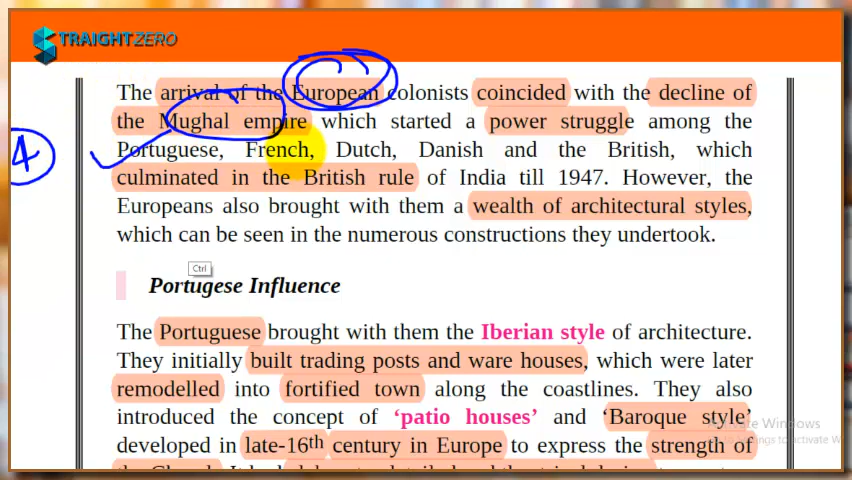 STRAIGHTZERO
The arrival of the European colonists coincided with the decline of
the Mughal empire which started a power struggle among the
4
Portuguese, French, Dutch, Danish and the British, which
culminated in the British rule of India till 1947. However, the
Europeans also brought with them a wealth of architectural styles,
which can be seen in the numerous constructions they undertook.
Ctrl
Portugese Influence
The Portuguese brought with them the Iberian style of architecture.
They initially built trading posts and ware houses, which were later
remodelled into fortified town along the coastlines. They also
introduced the concept of ‘patio houses’ and ‘Baroque style’
Activate Windows
developed in late-16th century in Europe to express the strength of